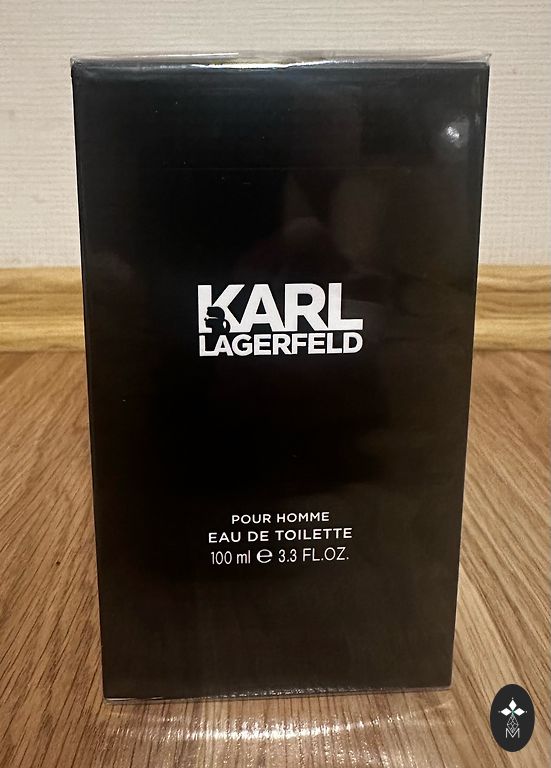 KARL
LAGERFELD
POUR HOMME
EAU DE TOILETTE
100 ml ℮ 3.3 FL.OZ.
M